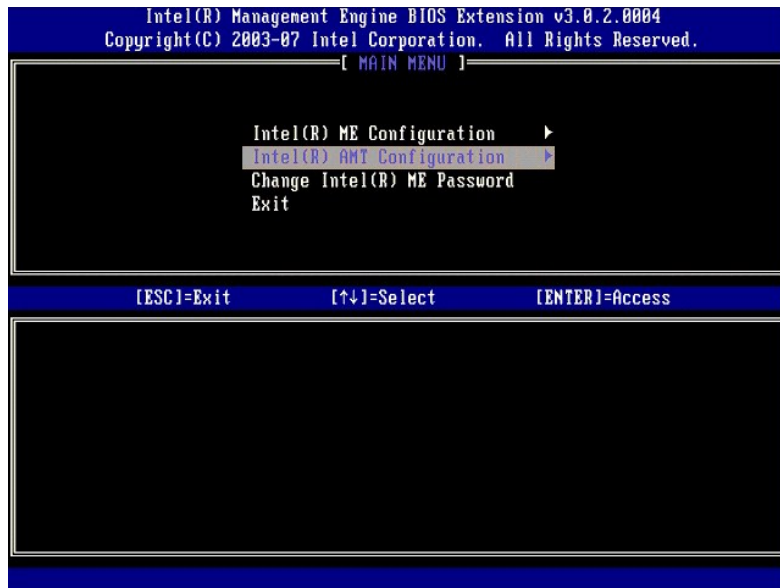 Intel(R) Management Engine BIOS Extension v3.0.2.0004
Copyright(C) 2003-07 Intel Corporation. All Rights Reserved.
[ MAIN MENU ]
Intel(R) ME Configuration ►
Intel(R) AMT Configuration ►
Change Intel(R) ME Password
Exit
[ESC]=Exit [↑↓]=Select [ENTER]=Access